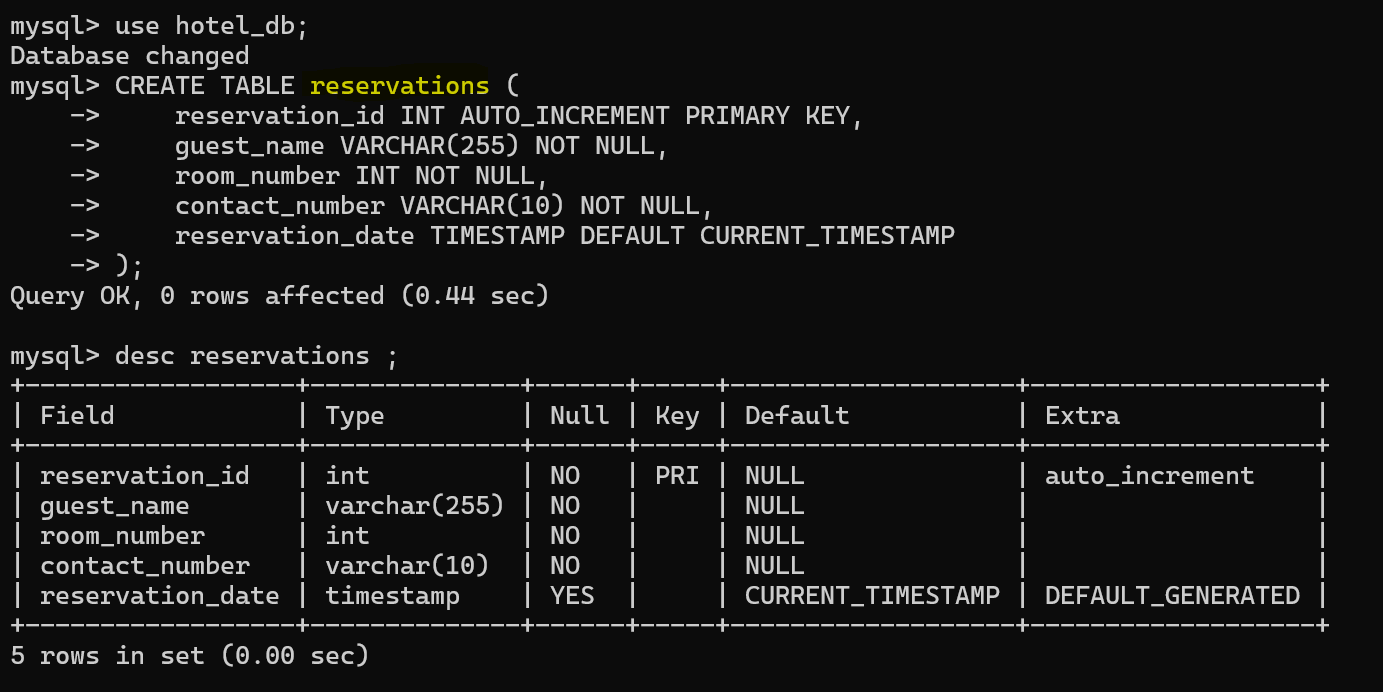 mysql> use hotel_db;
Database changed
mysql> CREATE TABLE reservations (
    ->     reservation_id INT AUTO_INCREMENT PRIMARY KEY,
    ->     guest_name VARCHAR(255) NOT NULL,
    ->     room_number INT NOT NULL,
    ->     contact_number VARCHAR(10) NOT NULL,
    ->     reservation_date TIMESTAMP DEFAULT CURRENT_TIMESTAMP
    -> );
Query OK, 0 rows affected (0.44 sec)

mysql> desc reservations ;
+------------------+--------------+------+-----+-------------------+-------------------+
| Field            | Type         | Null | Key | Default           | Extra             |
+------------------+--------------+------+-----+-------------------+-------------------+
| reservation_id   | int          | NO   | PRI | NULL              | auto_increment    |
| guest_name       | varchar(255) | NO   |     | NULL              |                   |
| room_number      | int          | NO   |     | NULL              |                   |
| contact_number   | varchar(10)  | NO   |     | NULL              |                   |
| reservation_date | timestamp    | YES  |     | CURRENT_TIMESTAMP | DEFAULT_GENERATED |
+------------------+--------------+------+-----+-------------------+-------------------+
5 rows in set (0.00 sec)